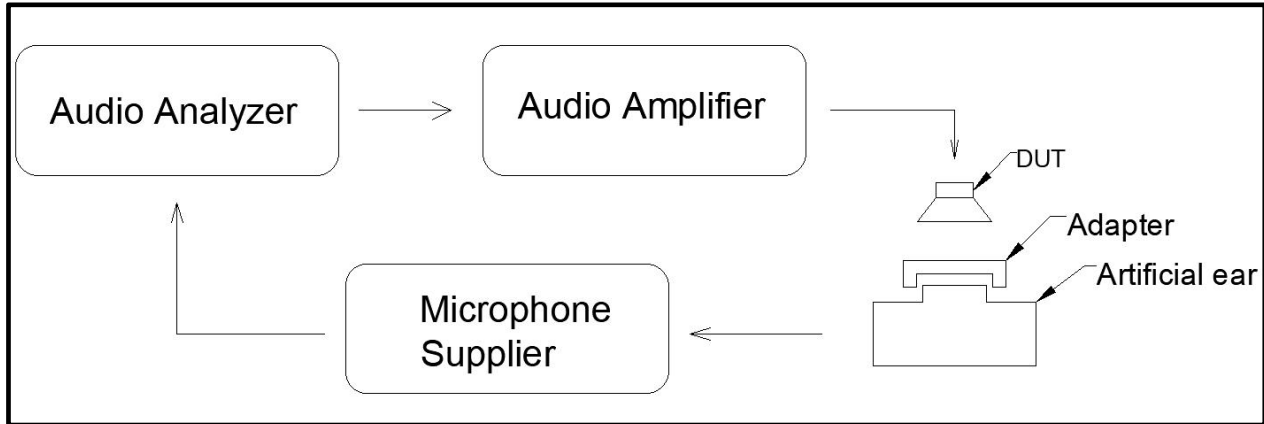 Audio Analyzer
Audio Amplifier
DUT
Adapter
Artificial ear
Microphone
Supplier